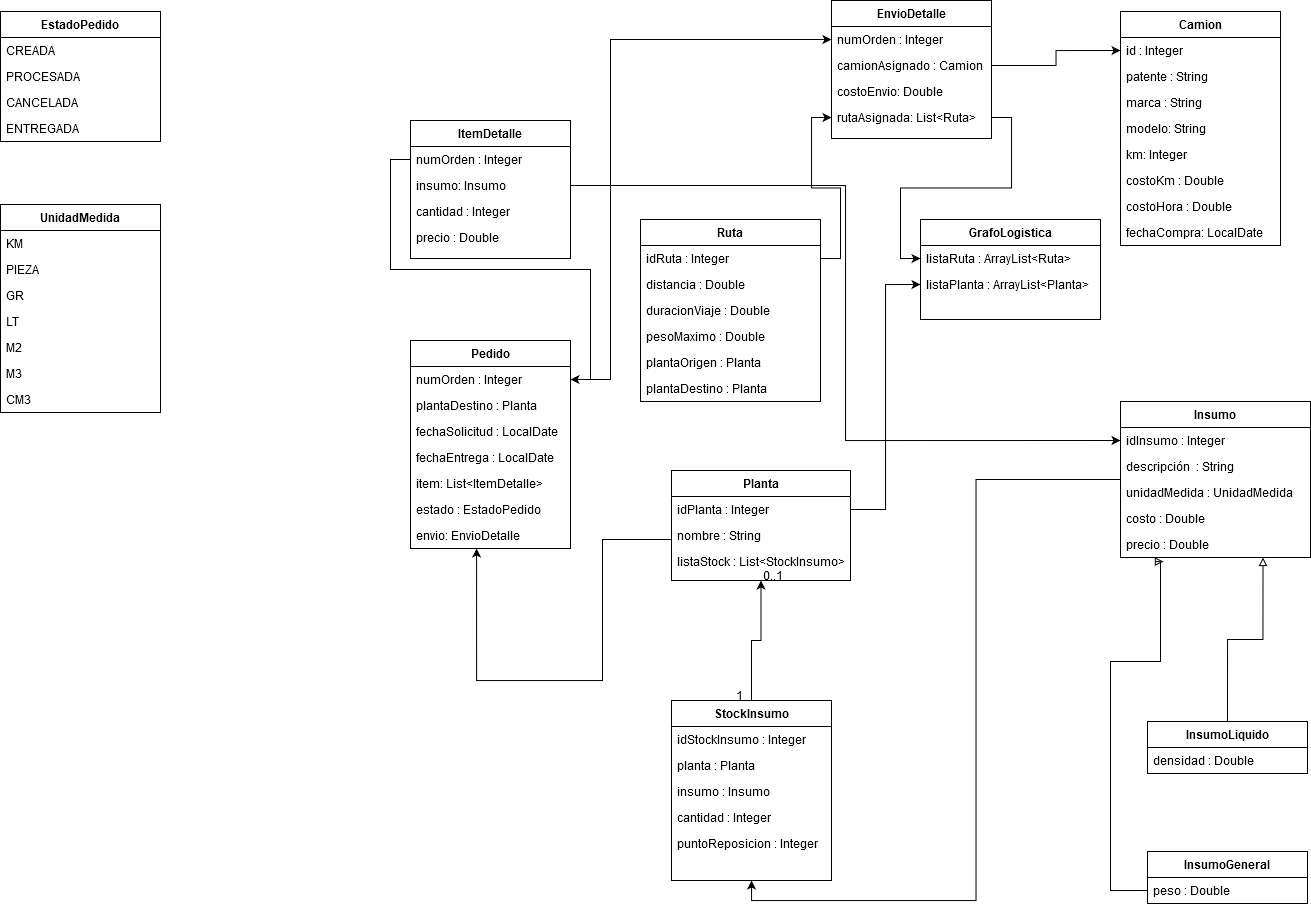 EstadoPedido
CREADA
PROCESADA
CANCELADA
ENTREGADA
UnidadMedida
KM
PIEZA
GR
LT
M2
M3
CM3
ItemDetalle
numOrden : Integer
insumo: Insumo
cantidad : Integer
precio : Double
Pedido
numOrden : Integer
plantaDestino : Planta
fechaSolicitud : LocalDate
fechaEntrega : LocalDate
item: List<ItemDetalle>
estado : EstadoPedido
envio: EnvioDetalle
EnvioDetalle
numOrden : Integer
camionAsignado : Camion
costoEnvio: Double
rutaAsignada: List<Ruta>
Camion
id : Integer
patente : String
marca : String
modelo: String
km: Integer
costoKm : Double
costoHora : Double
fechaCompra: LocalDate
Ruta
idRuta : Integer
distancia : Double
duracionViaje : Double
pesoMaximo : Double
plantaOrigen : Planta
plantaDestino : Planta
GrafoLogistica
listaRuta : ArrayList<Ruta>
listaPlanta : ArrayList<Planta>
Planta
idPlanta : Integer
nombre : String
listaStock : List<StockInsumo>
0..1
1
StockInsumo
idStockInsumo : Integer
planta : Planta
insumo : Insumo
cantidad : Integer
puntoReposicion : Integer
Insumo
idInsumo : Integer
descripción : String
unidadMedida : UnidadMedida
costo : Double
precio : Double
InsumoLiquido
densidad : Double
InsumoGeneral
peso : Double